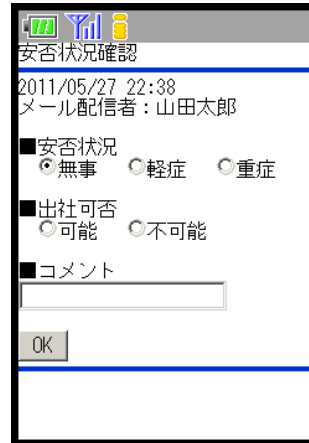 安否状況確認
2011/05/27 22:38
メール配信者：山田太郎
■安否状況
無事 軽症 重症
■出社可否
可能 不可能
■コメント
OK